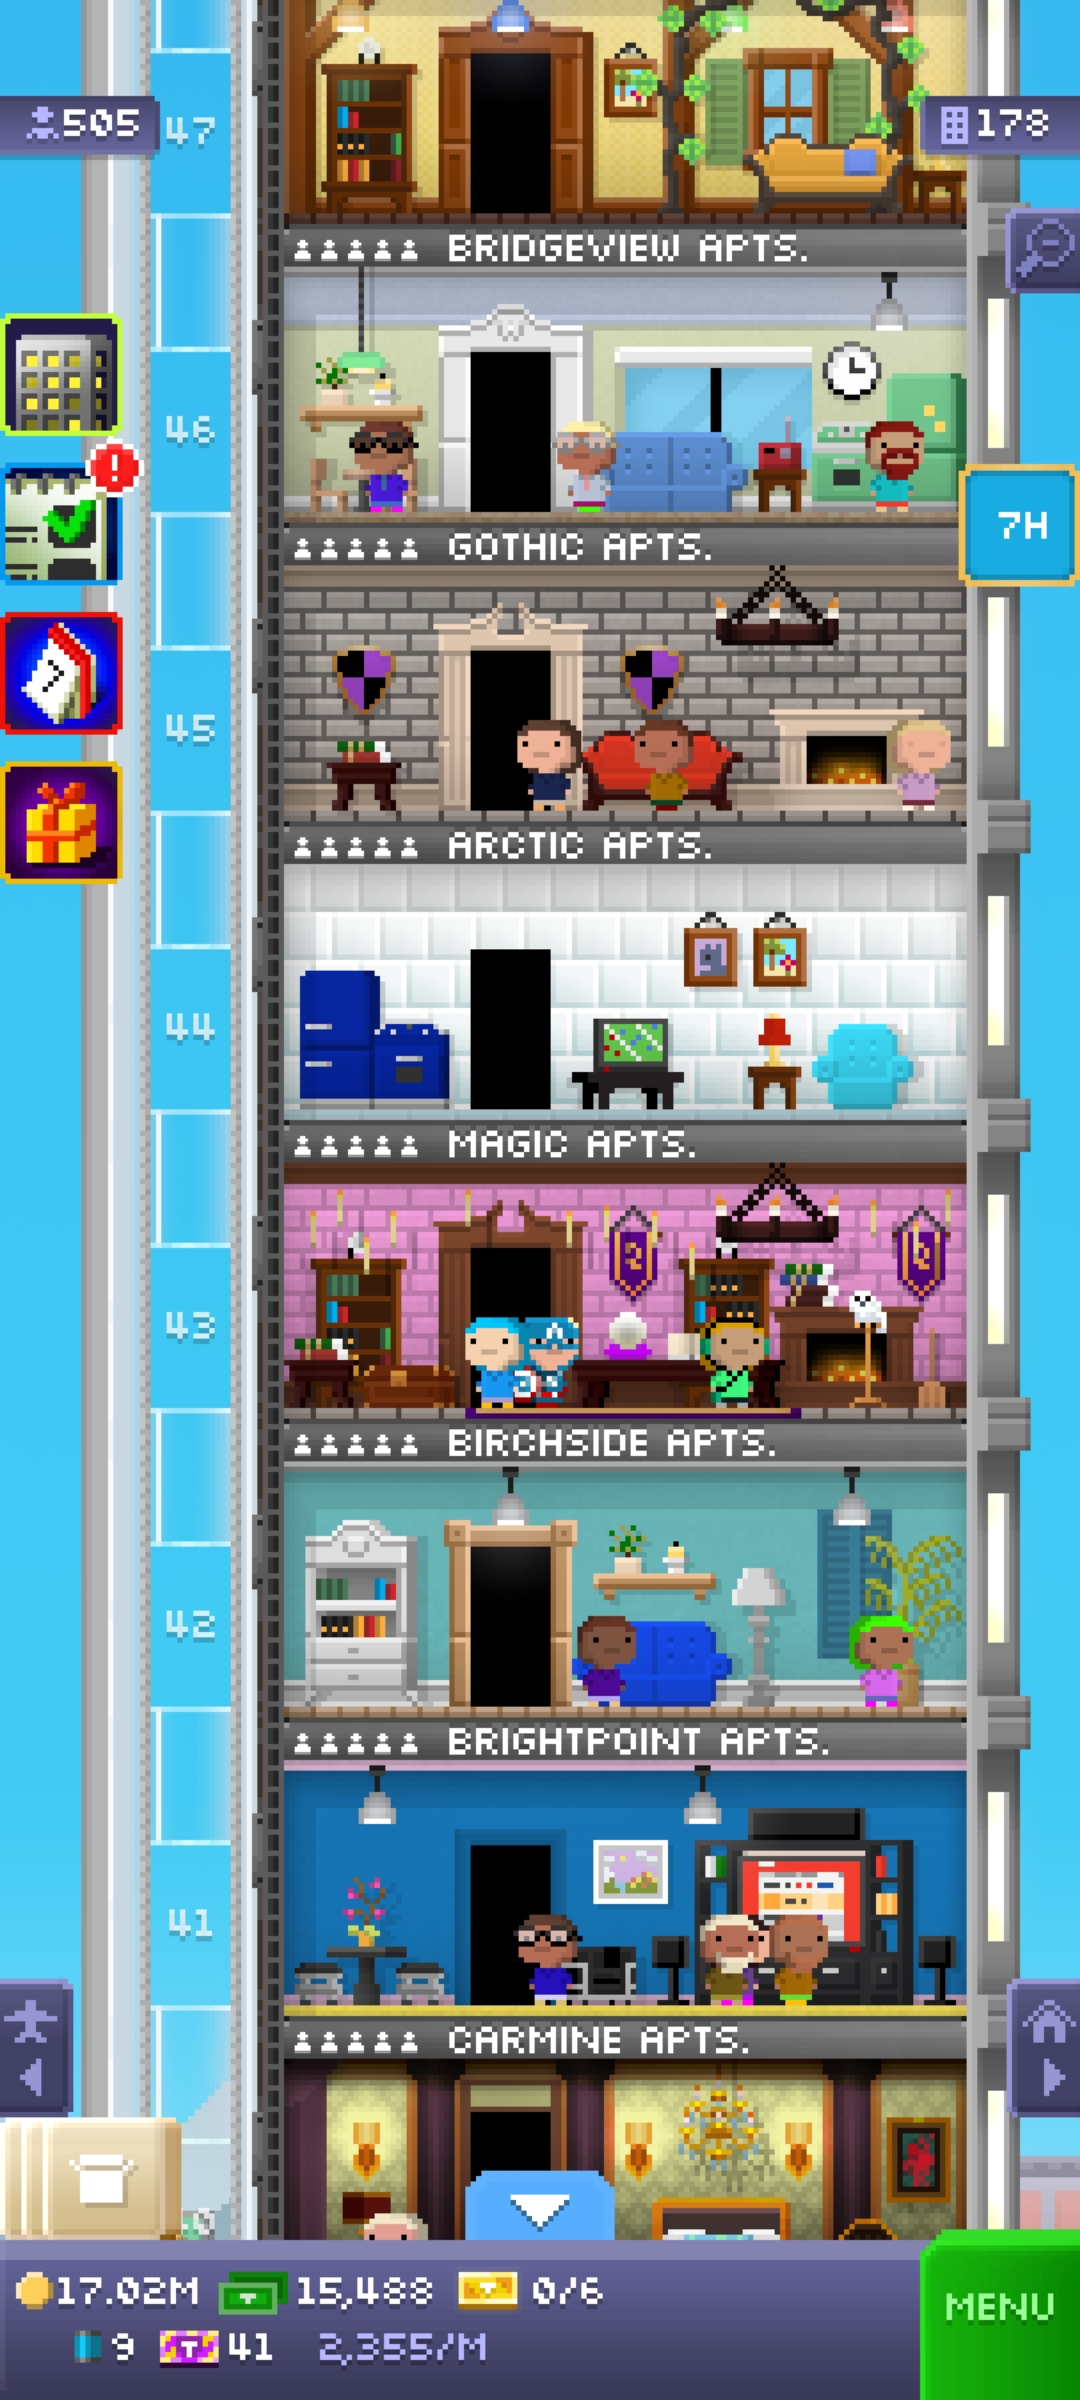 505
47
178
BRIDGEVIEW APTS.
46
7H
GOTHIC APTS.
45
ARCTIC APTS.
44
MAGIC APTS.
43
BIRCHSIDE APTS.
42
BRIGHTPOINT APTS.
41
CARMINE APTS.
17.02M 15,488 0/6
MENU
9 41 2,355/M